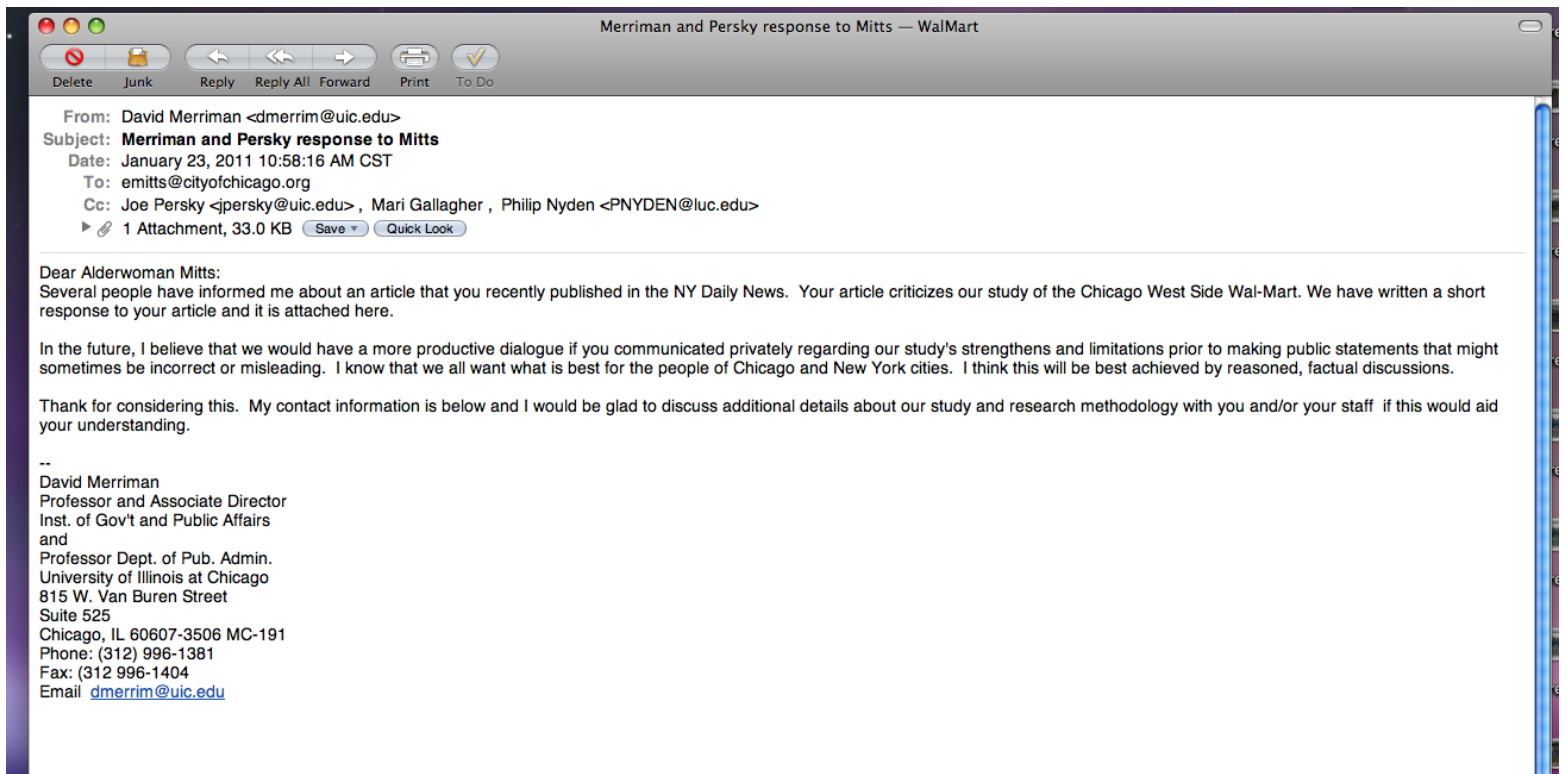 Merriman and Persky response to Mitts — WalMart
Delete Junk Reply Reply All Forward Print To Do
From: David Merriman <dmerrim@uic.edu>
Subject: Merriman and Persky response to Mitts
Date: January 23, 2011 10:58:16 AM CST
To: emitts@cityofchicago.org
Cc: Joe Persky <jpersky@uic.edu> , Mari Gallagher , Philip Nyden <PNYDEN@luc.edu>
1 Attachment, 33.0 KB Save Quick Look
Dear Alderwoman Mitts:
Several people have informed me about an article that you recently published in the NY Daily News. Your article criticizes our study of the Chicago West Side Wal-Mart. We have written a short
response to your article and it is attached here.
In the future, I believe that we would have a more productive dialogue if you communicated privately regarding our study's strengthens and limitations prior to making public statements that might
sometimes be incorrect or misleading. I know that we all want what is best for the people of Chicago and New York cities. I think this will be best achieved by reasoned, factual discussions.
Thank for considering this. My contact information is below and I would be glad to discuss additional details about our study and research methodology with you and/or your staff if this would aid
your understanding.
--
David Merriman
Professor and Associate Director
Inst. of Gov't and Public Affairs
and
Professor Dept. of Pub. Admin.
University of Illinois at Chicago
815 W. Van Buren Street
Suite 525
Chicago, IL 60607-3506 MC-191
Phone: (312) 996-1381
Fax: (312 996-1404
Email dmerrim@uic.edu